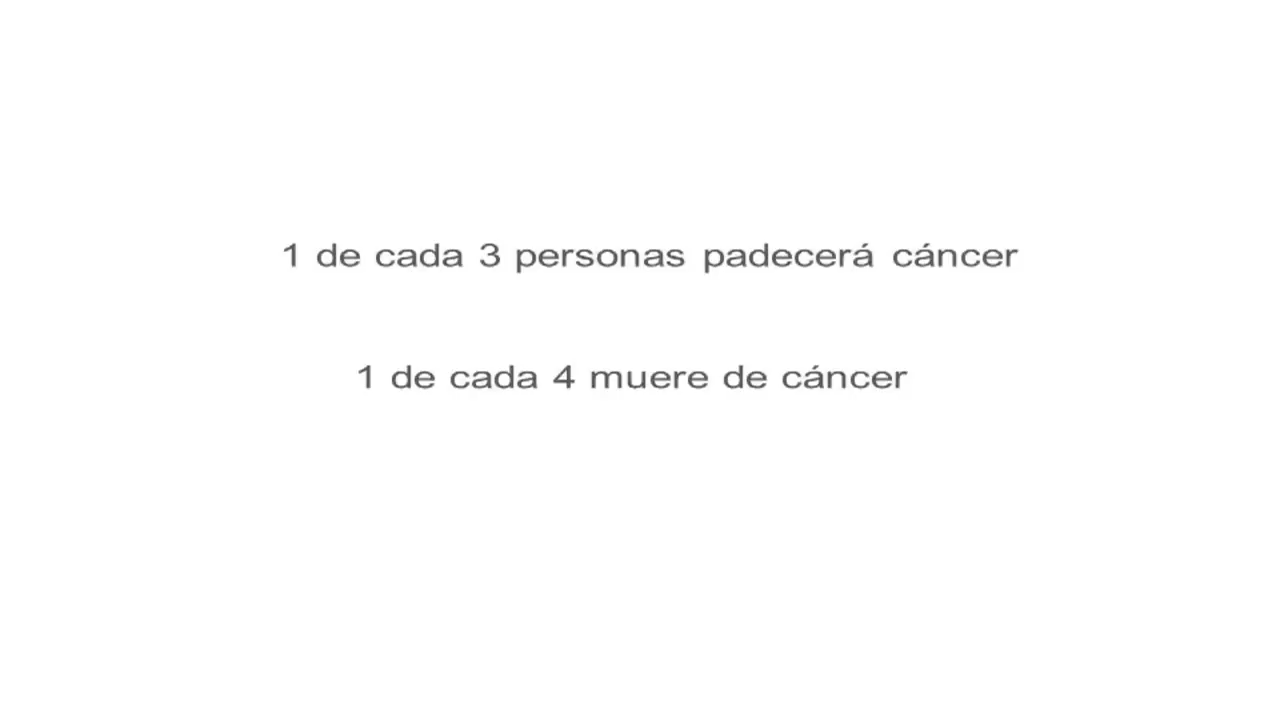 1 de cada 3 personas padecerá cáncer
1 de cada 4 muere de cáncer